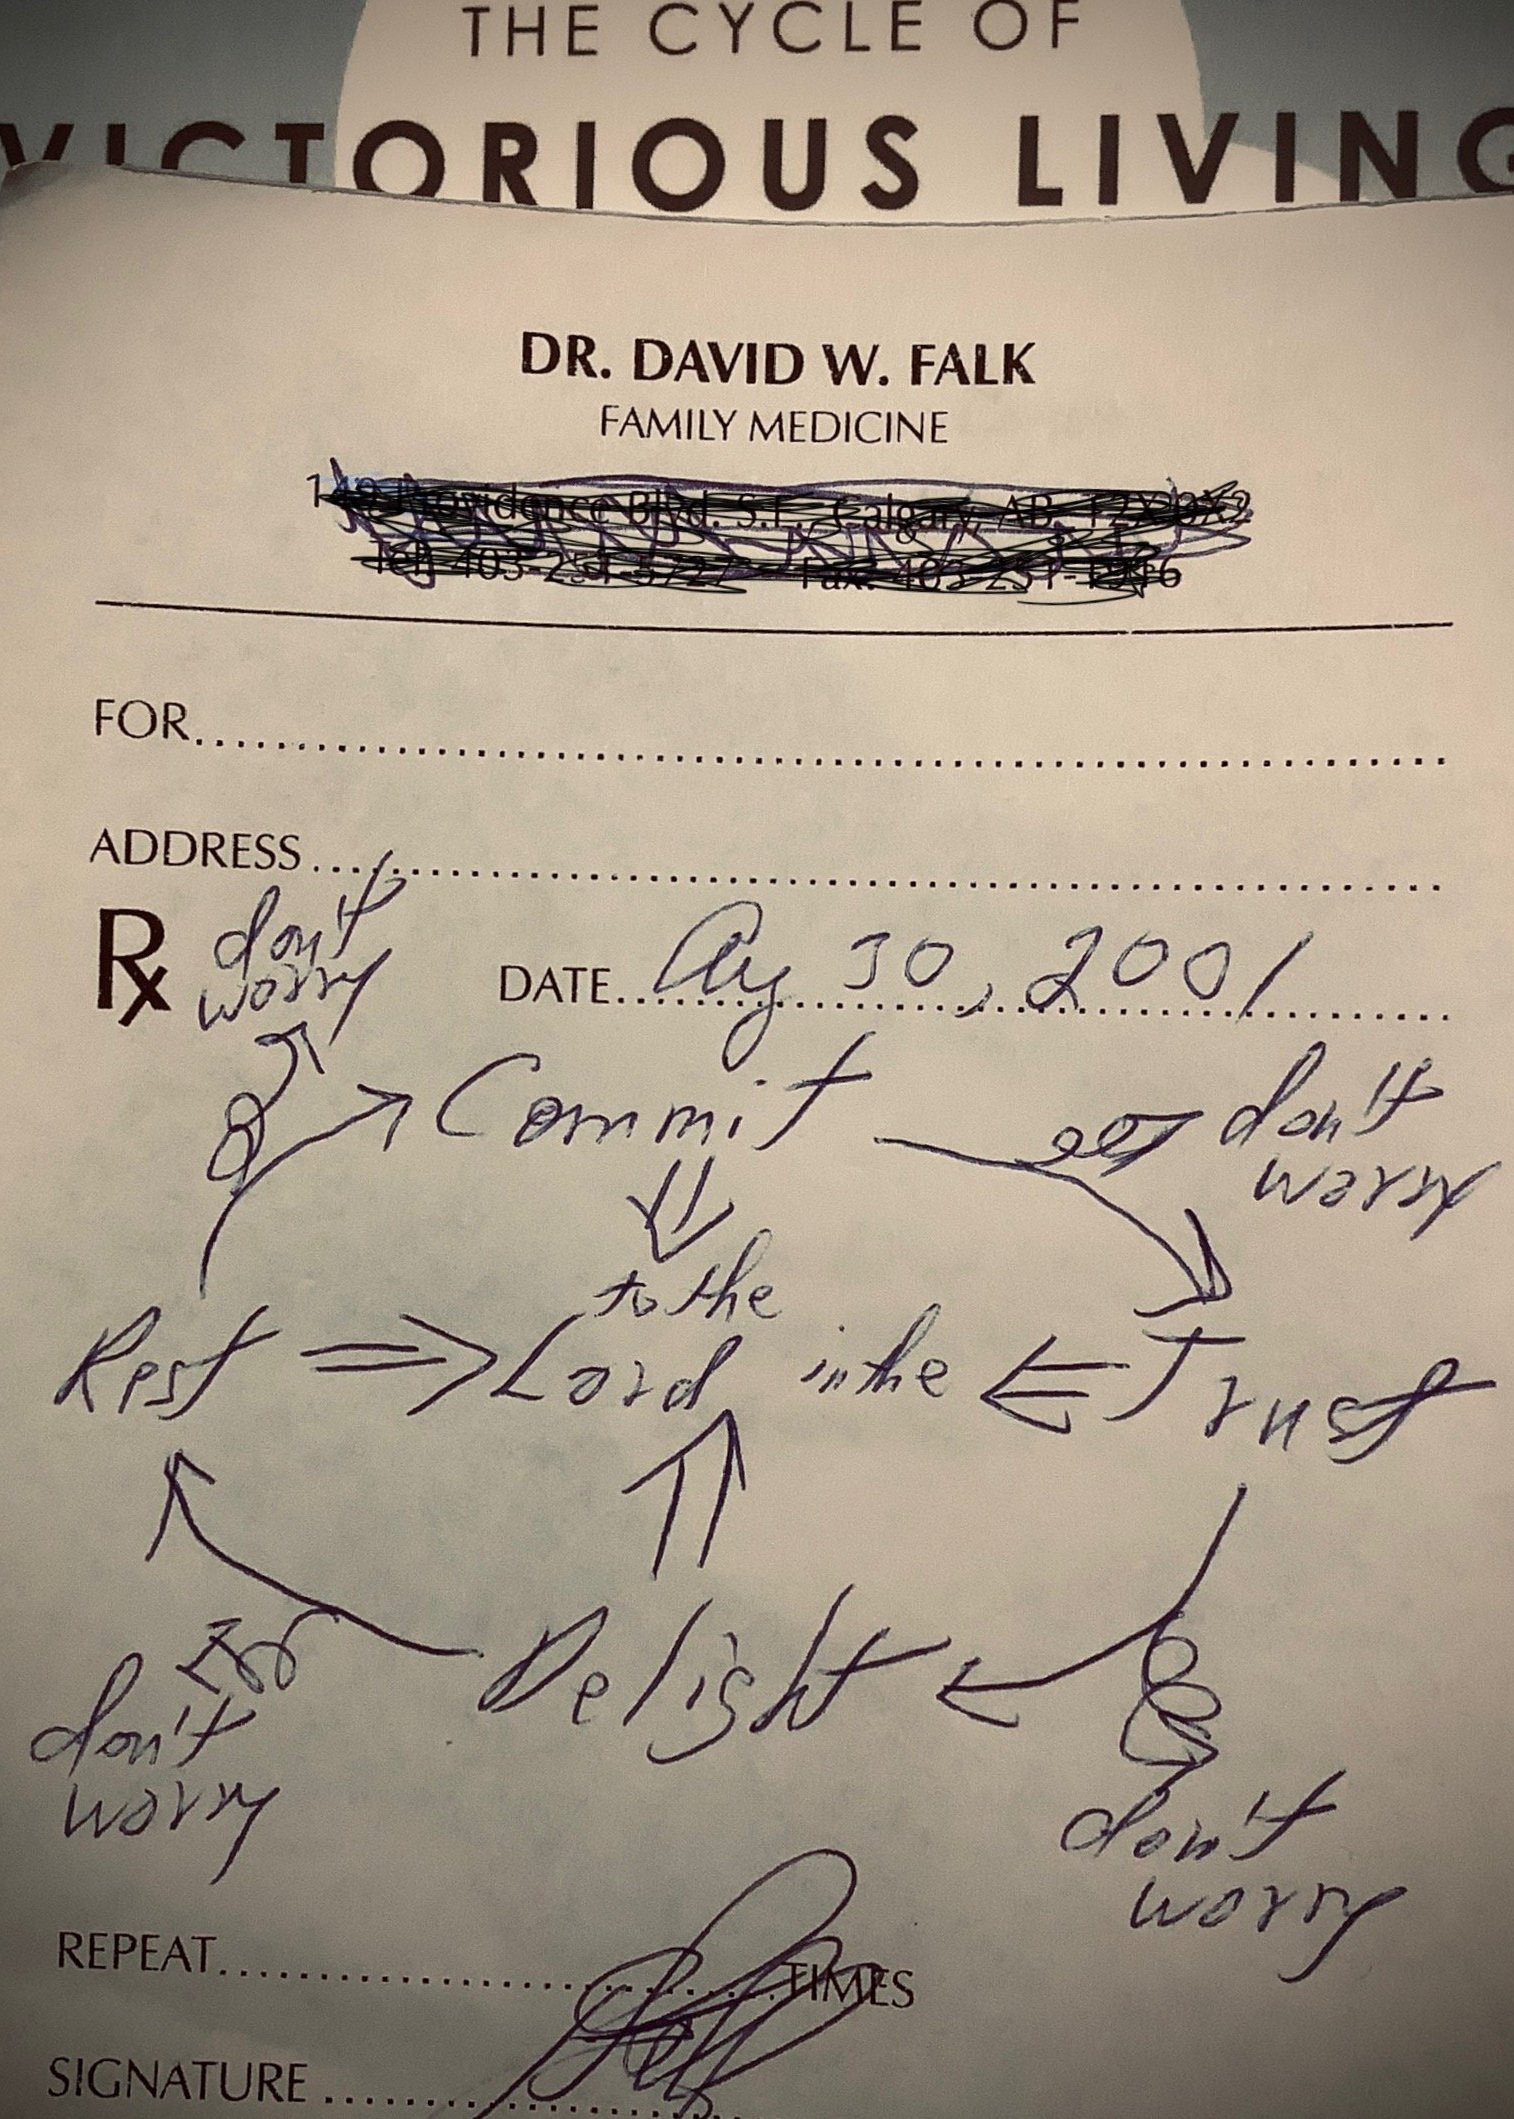 THE CYCLE OF
VICTORIOUS LIVING
DR. DAVID W. FALK
FAMILY MEDICINE
FOR
ADDRESS
Rx don't
worry
DATE Aug 30, 2001
Commit
don't
worry
to the
Rest Lord in the Trust
Delight
don't
worry
don't
worry
REPEAT TIMES
SIGNATURE